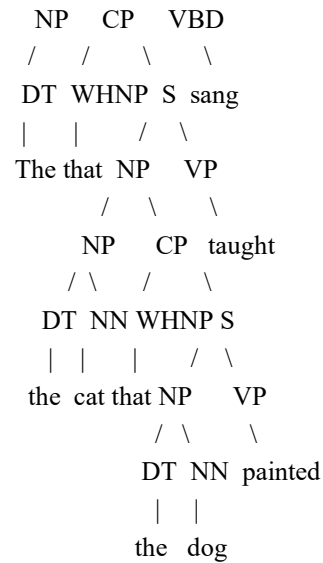 NP CP VBD
/ / \ \
DT WHNP S sang
| | / \
The that NP VP
/ \ \
NP CP taught
/ \ / \
DT NN WHNP S
| | | / \
the cat that NP VP
/ \ \
DT NN painted
| |
the dog